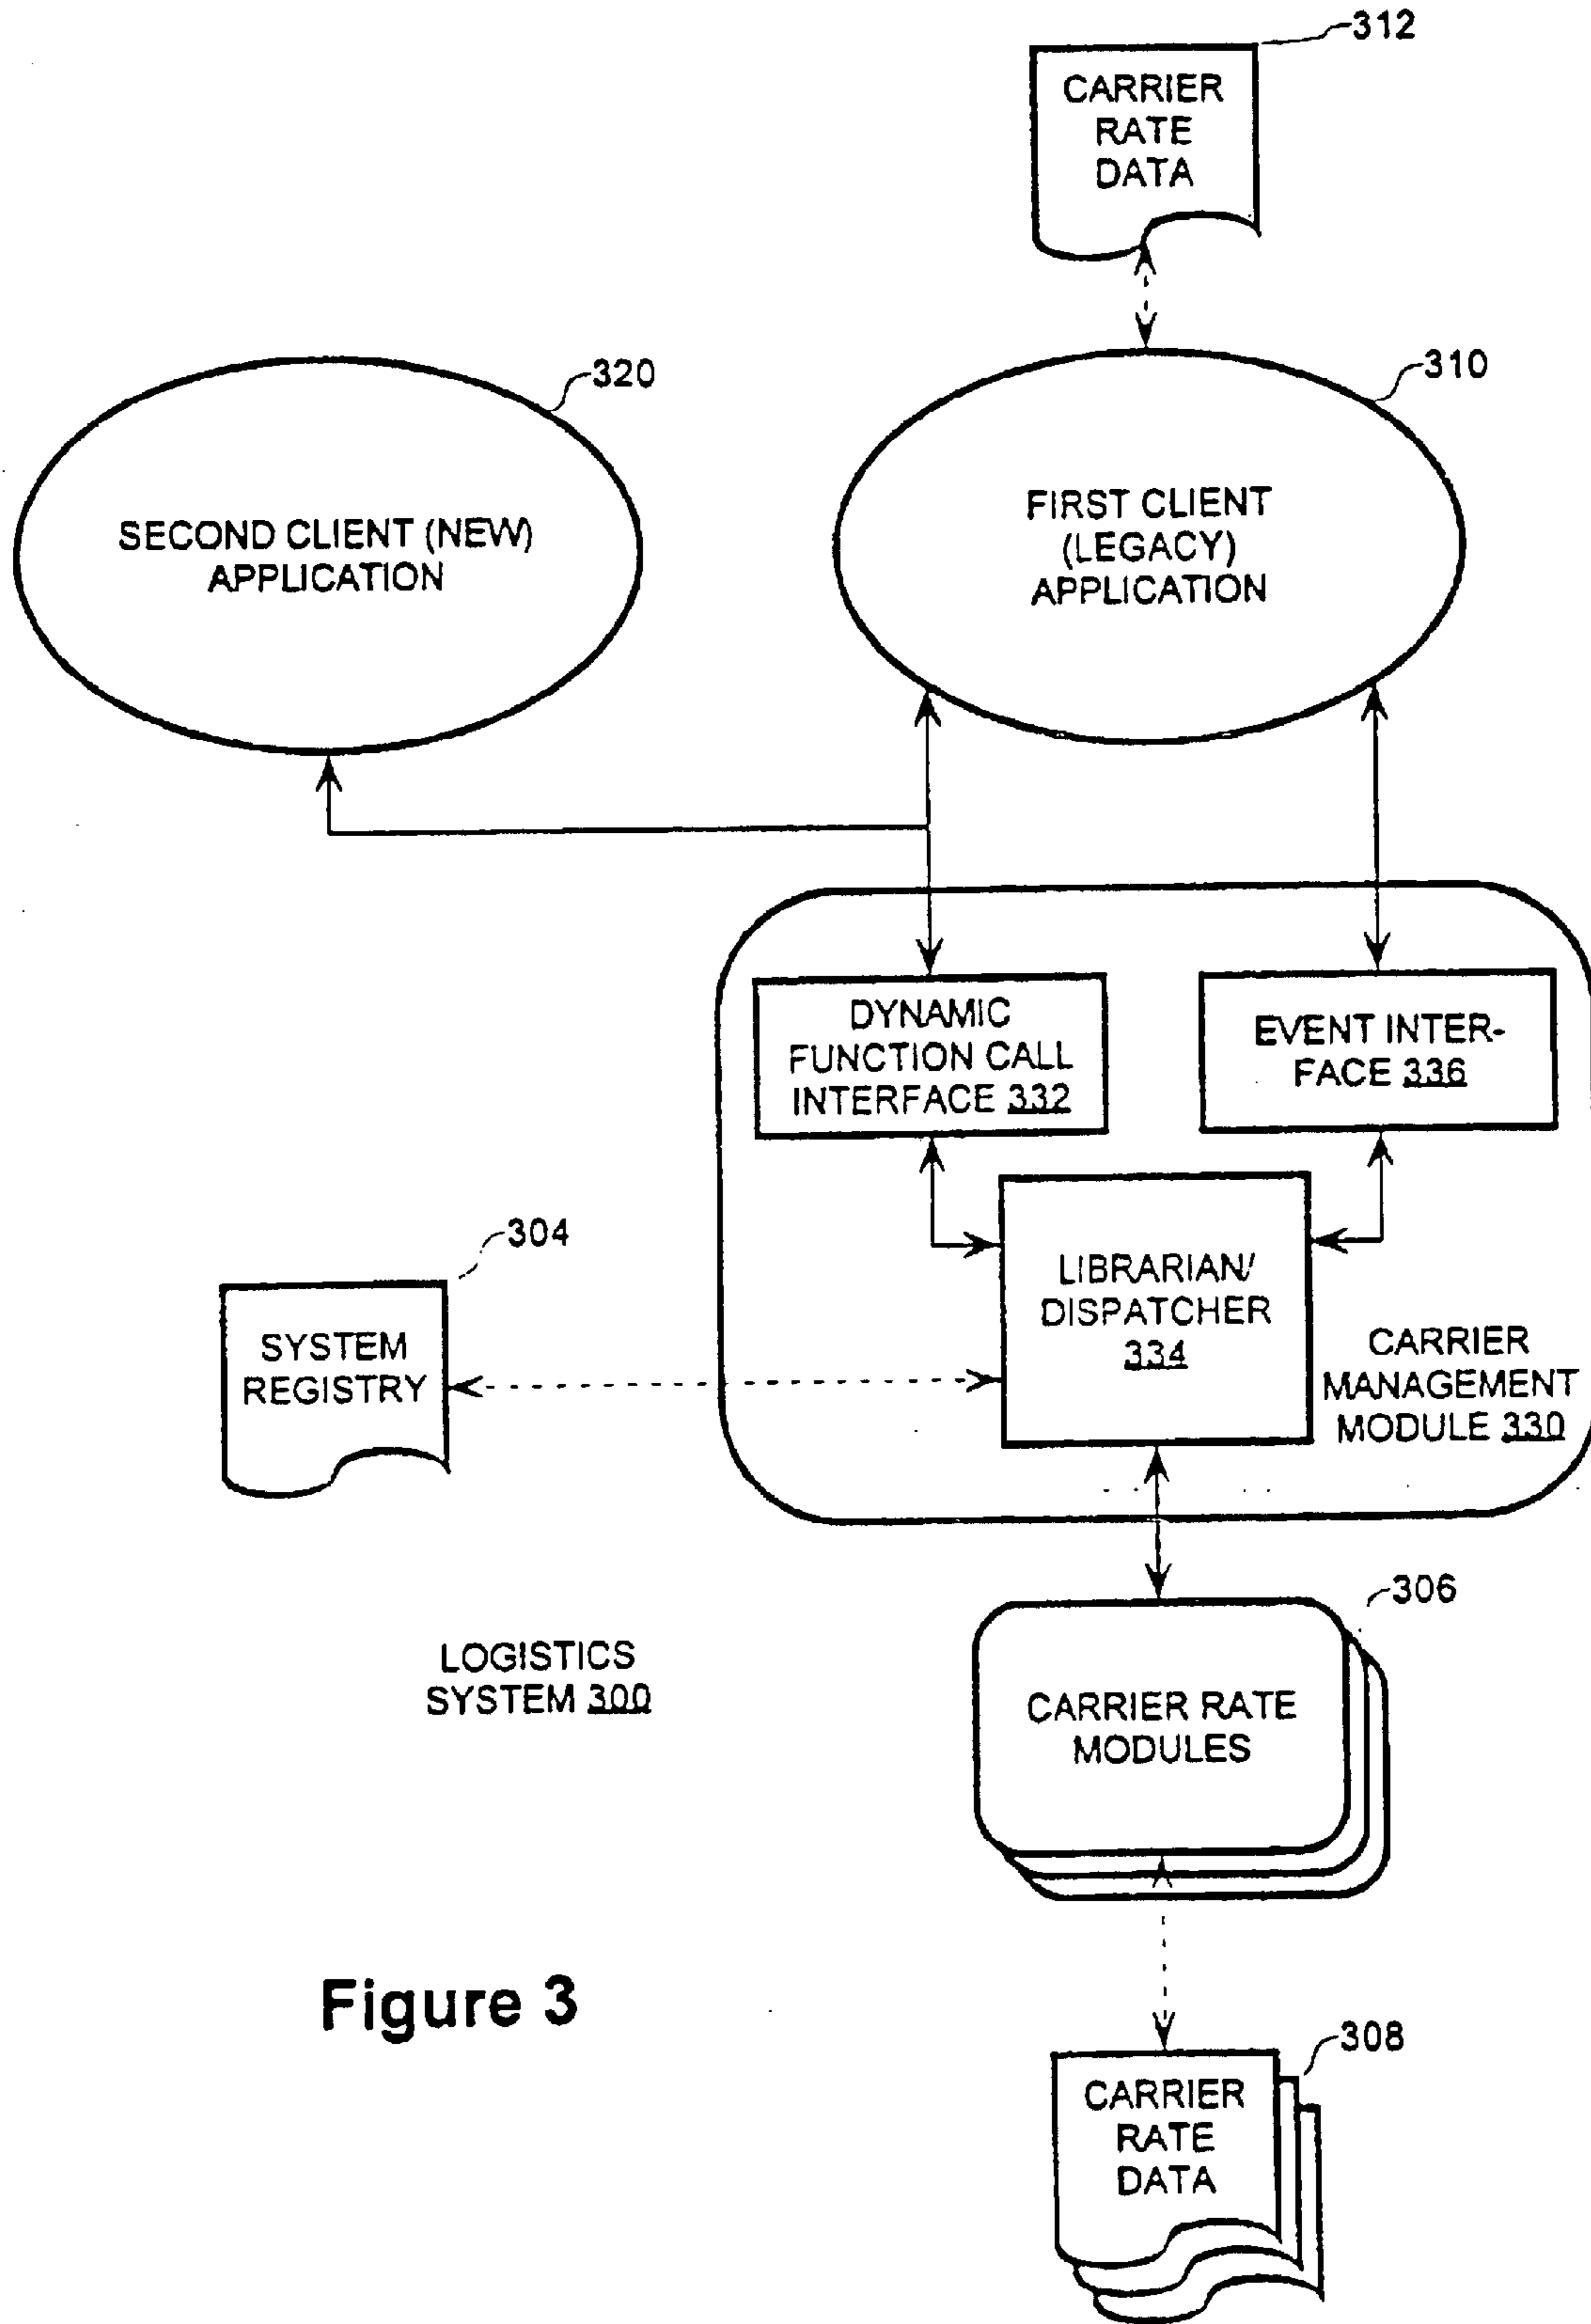 312
CARRIER
RATE
DATA
320
310
SECOND CLIENT (NEW)
APPLICATION
FIRST CLIENT
(LEGACY)
APPLICATION
DYNAMIC
FUNCTION CALL
INTERFACE 332
EVENT INTER-
FACE 336
304
SYSTEM
REGISTRY
LIBRARIAN/
DISPATCHER
334
CARRIER
MANAGEMENT
MODULE 330
306
LOGISTICS
SYSTEM 300
CARRIER RATE
MODULES
Figure 3
308
CARRIER
RATE
DATA